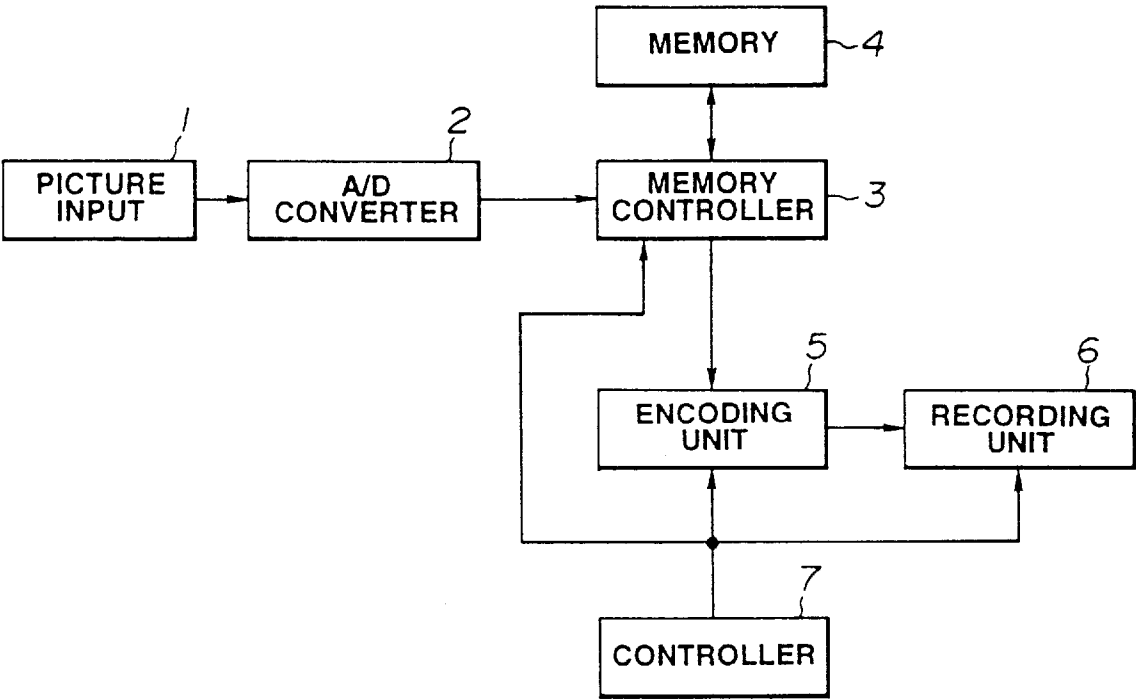 MEMORY
4
1
2
PICTURE
INPUT
A/D
CONVERTER
MEMORY
CONTROLLER
3
5
6
ENCODING
UNIT
RECORDING
UNIT
7
CONTROLLER